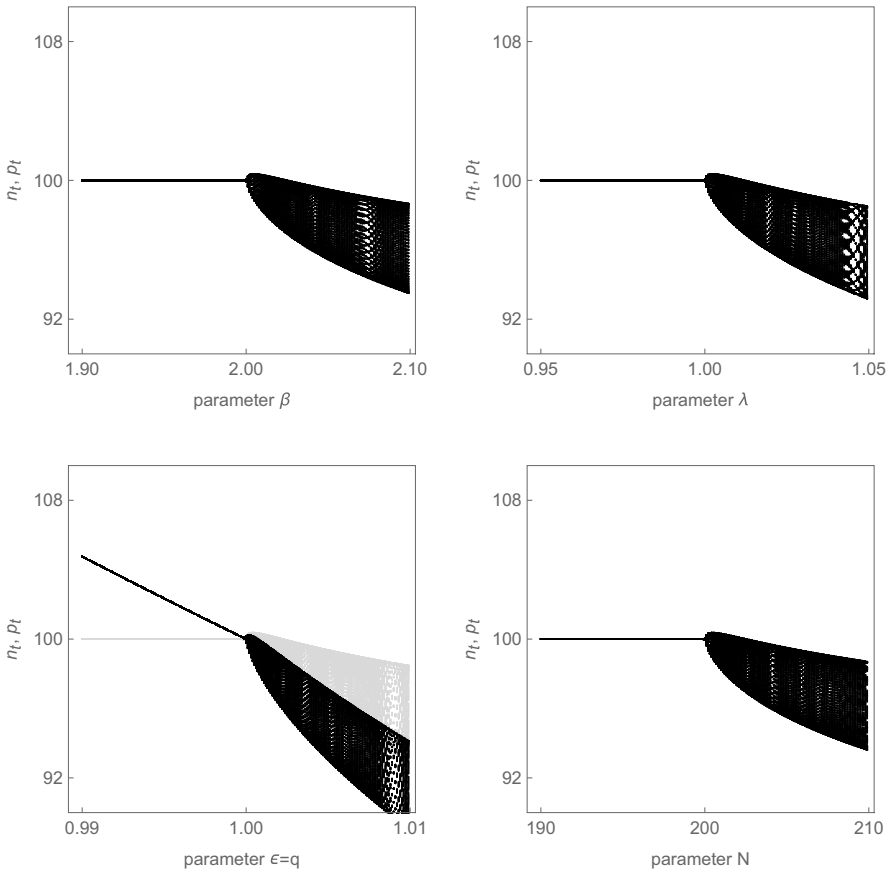 108
100
92
n_t, p_t
1.90 2.00 2.10
parameter β
108
100
92
n_t, p_t
0.95 1.00 1.05
parameter λ
108
100
92
n_t, p_t
0.99 1.00 1.01
parameter ϵ=q
108
100
92
n_t, p_t
190 200 210
parameter N